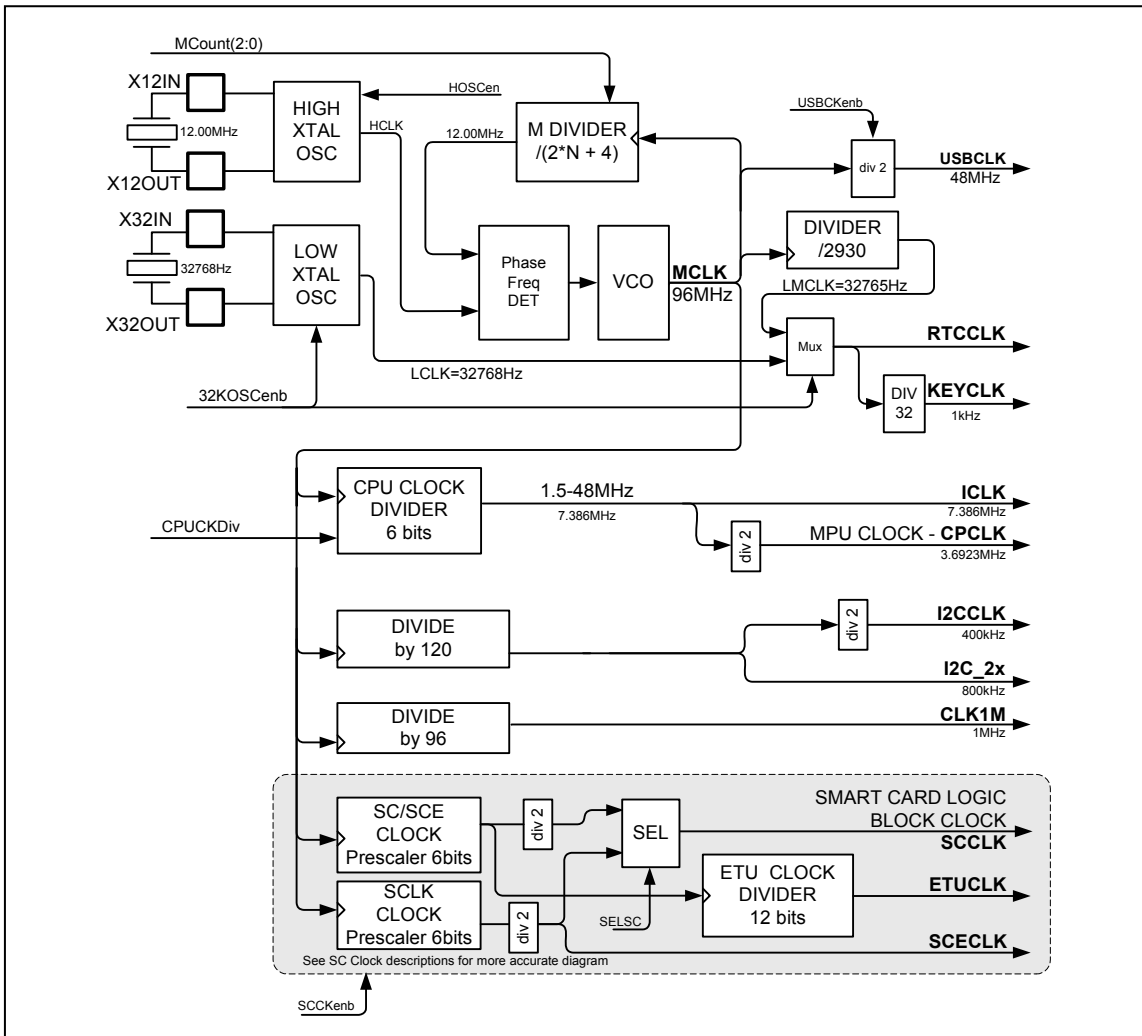 MCount(2:0)
X12IN
12.00MHz
X12OUT
HIGH
XTAL
OSC
HOSCen
HCLK
12.00MHz
M DIVIDER
/(2*N + 4)
USBCKenb
div 2
USBCLK
48MHz
X32IN
32768Hz
X32OUT
LOW
XTAL
OSC
Phase
Freq
DET
VCO
MCLK
96MHz
DIVIDER
/2930
LMCLK=32765Hz
Mux
RTCCLK
LCLK=32768Hz
32KOSCenb
DIV
32
KEYCLK
1kHz
CPU CLOCK
DIVIDER
6 bits
CPUCKDiv
1.5-48MHz
7.386MHz
ICLK
7.386MHz
div 2
MPU CLOCK - CPCLK
3.6923MHz
DIVIDE
by 120
div 2
I2CCLK
400kHz
I2C_2x
800kHz
DIVIDE
by 96
CLK1M
1MHz
SC/SCE
CLOCK
Prescaler 6bits
div 2
SEL
SMART CARD LOGIC
BLOCK CLOCK
SCCLK
SCLK
CLOCK
Prescaler 6bits
div 2
SELSC
ETU CLOCK
DIVIDER
12 bits
ETUCLK
SCECLK
See SC Clock descriptions for more accurate diagram
SCCKenb